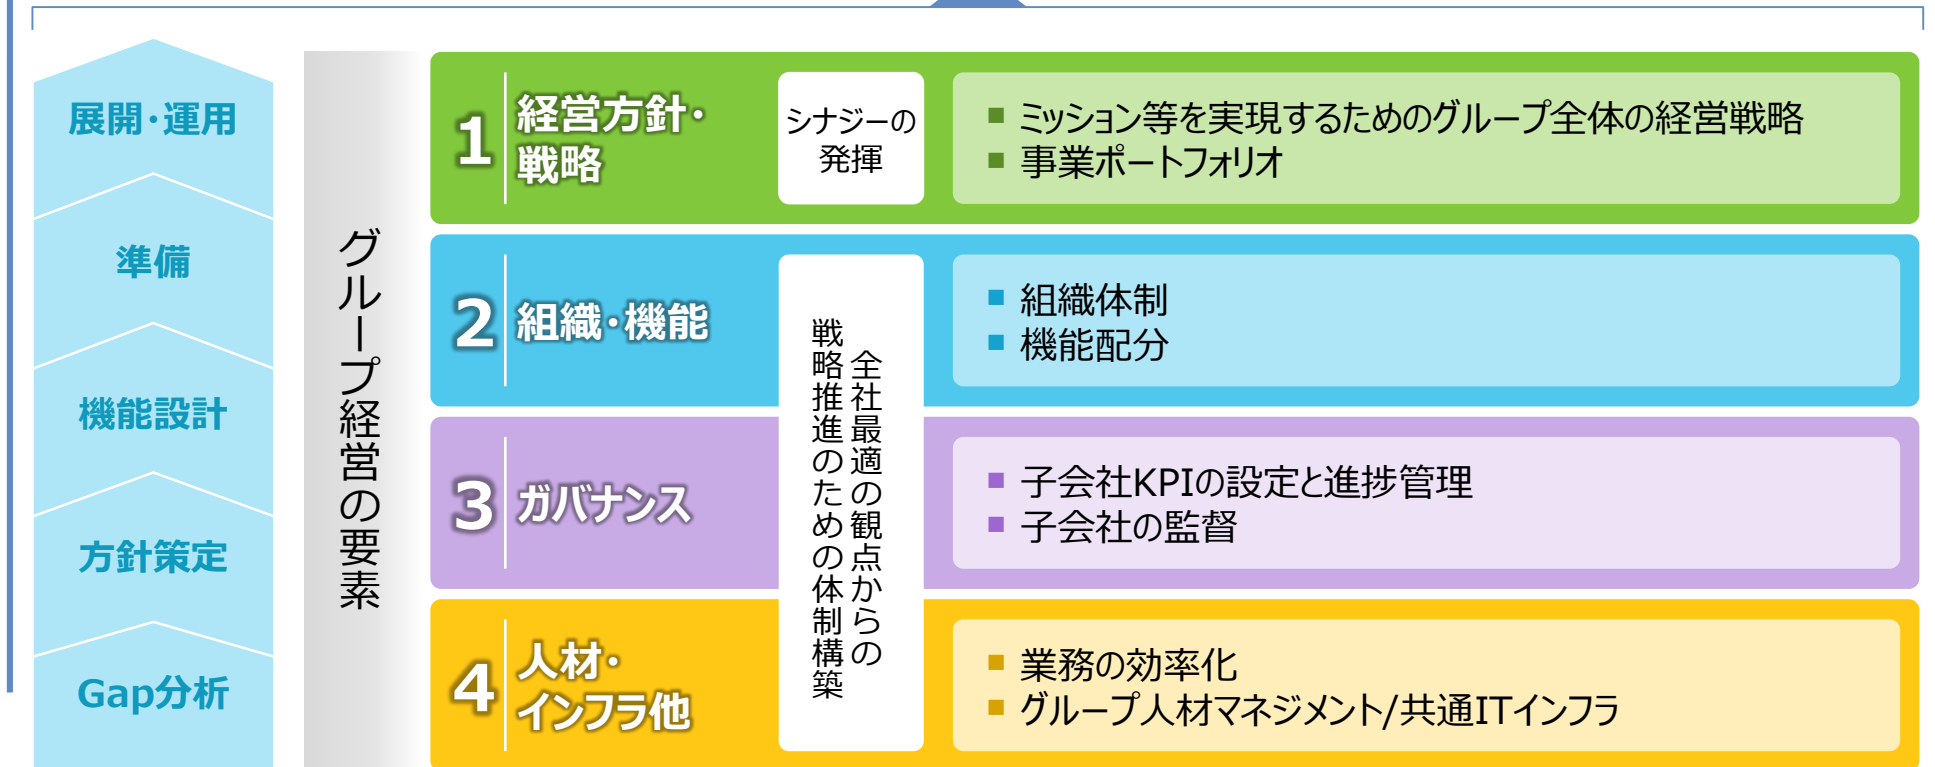 展開・運用
準備
機能設計
方針策定
Gap分析
グループ経営の要素
1
経営方針・
戦略
シナジーの
発揮
■ ミッション等を実現するためのグループ全体の経営戦略
■ 事業ポートフォリオ
2
組織・機能
■ 組織体制
■ 機能配分
全社最適の観点からの
戦略推進のための体制構築
3
ガバナンス
■ 子会社KPIの設定と進捗管理
■ 子会社の監督
4
人材・
インフラ他
■ 業務の効率化
■ グループ人材マネジメント/共通ITインフラ